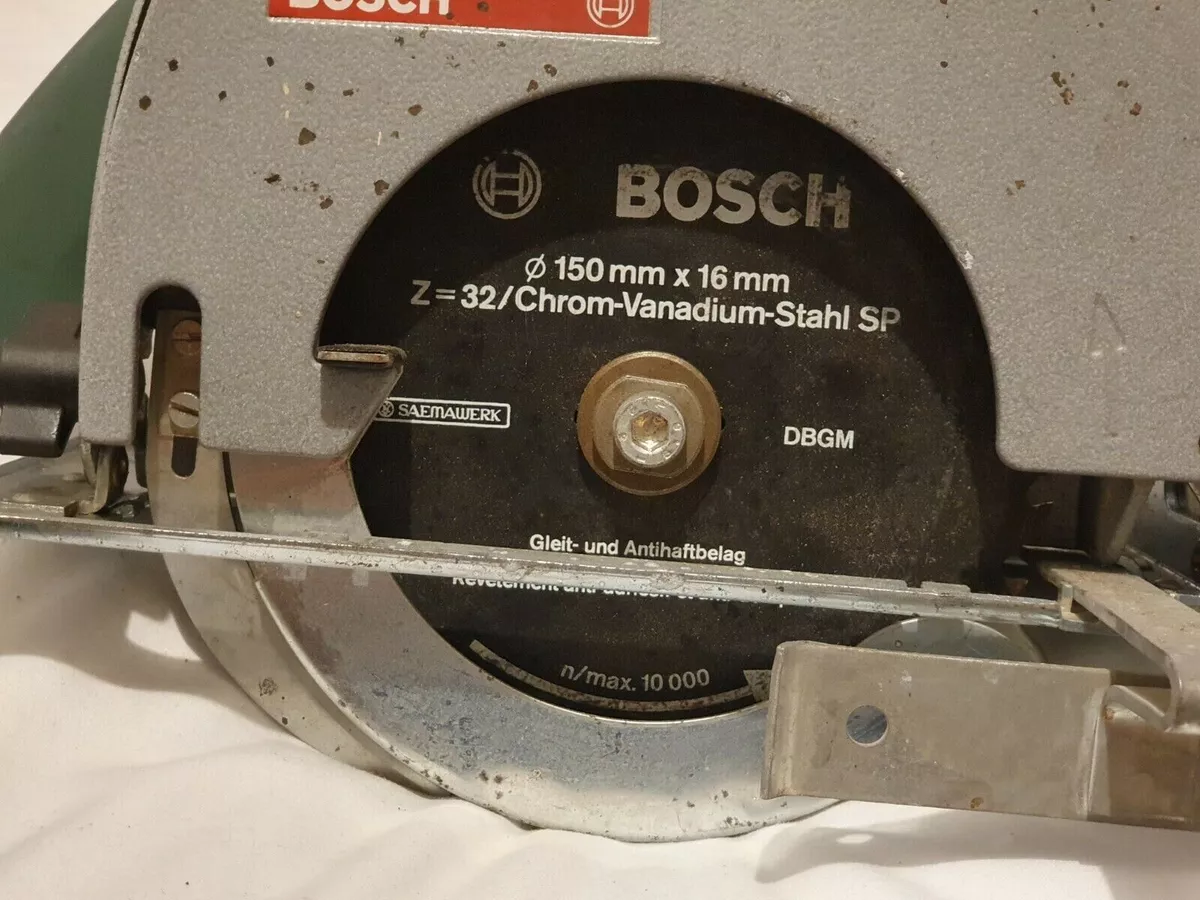 BOSCH
BOSCH
Ø 150 mm x 16 mm
Z=32/Chrom-Vanadium-Stahl SP
SAEMAWERK
DBGM
Gleit- und Antihaftbelag
n/max. 10 000